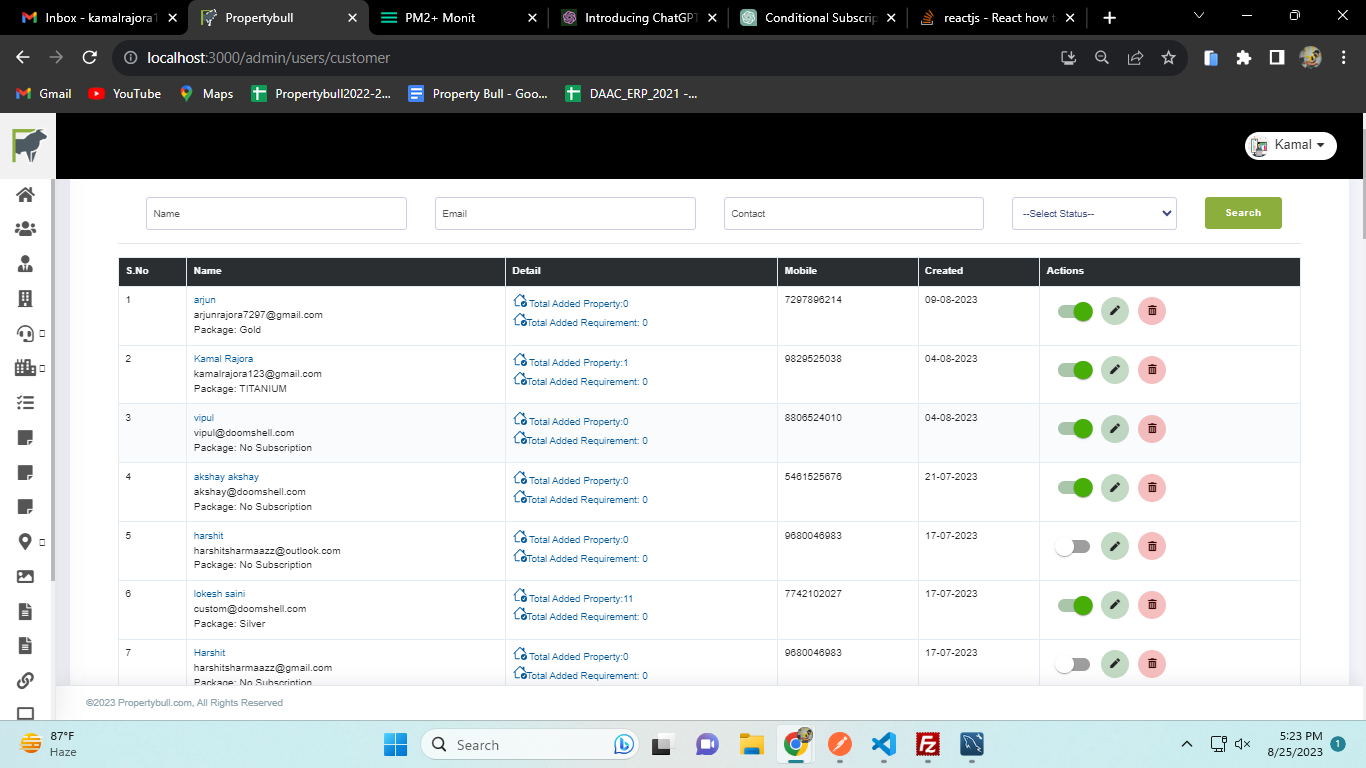 Inbox - kamalrajora1
Propertybull
PM2+ Monit
Introducing ChatGPT
Conditional Subscrip
reactjs - React how t
localhost:3000/admin/users/customer
Gmail
YouTube
Maps
Propertybull2022-2...
Property Bull - Goo...
DAAC_ERP_2021 -...
Kamal
Name
Email
Contact
--Select Status--
Search
S.No Name Detail Mobile Created Actions
1 arjun Total Added Property:0 7297896214 09-08-2023
arjunrajora7297@gmail.com
Package: Gold Total Added Requirement: 0
2 Kamal Rajora Total Added Property:1 9829525038 04-08-2023
kamalrajora123@gmail.com
Package: TITANIUM Total Added Requirement: 0
3 vipul Total Added Property:0 8806524010 04-08-2023
vipul@doomshell.com
Package: No Subscription Total Added Requirement: 0
4 akshay akshay Total Added Property:0 5461525676 21-07-2023
akshay@doomshell.com
Package: No Subscription Total Added Requirement: 0
5 harshit Total Added Property:0 9680046983 17-07-2023
harshitsharmaazz@outlook.com
Package: No Subscription Total Added Requirement: 0
6 lokesh saini Total Added Property:11 7742102027 17-07-2023
custom@doomshell.com
Package: Silver Total Added Requirement: 0
7 Harshit Total Added Property:0 9680046983 17-07-2023
harshitsharmaazz@gmail.com
Package: No Subscription Total Added Requirement: 0
©2023 Propertybull.com, All Rights Reserved
87°F
Haze
Search
5:23 PM
8/25/2023
1